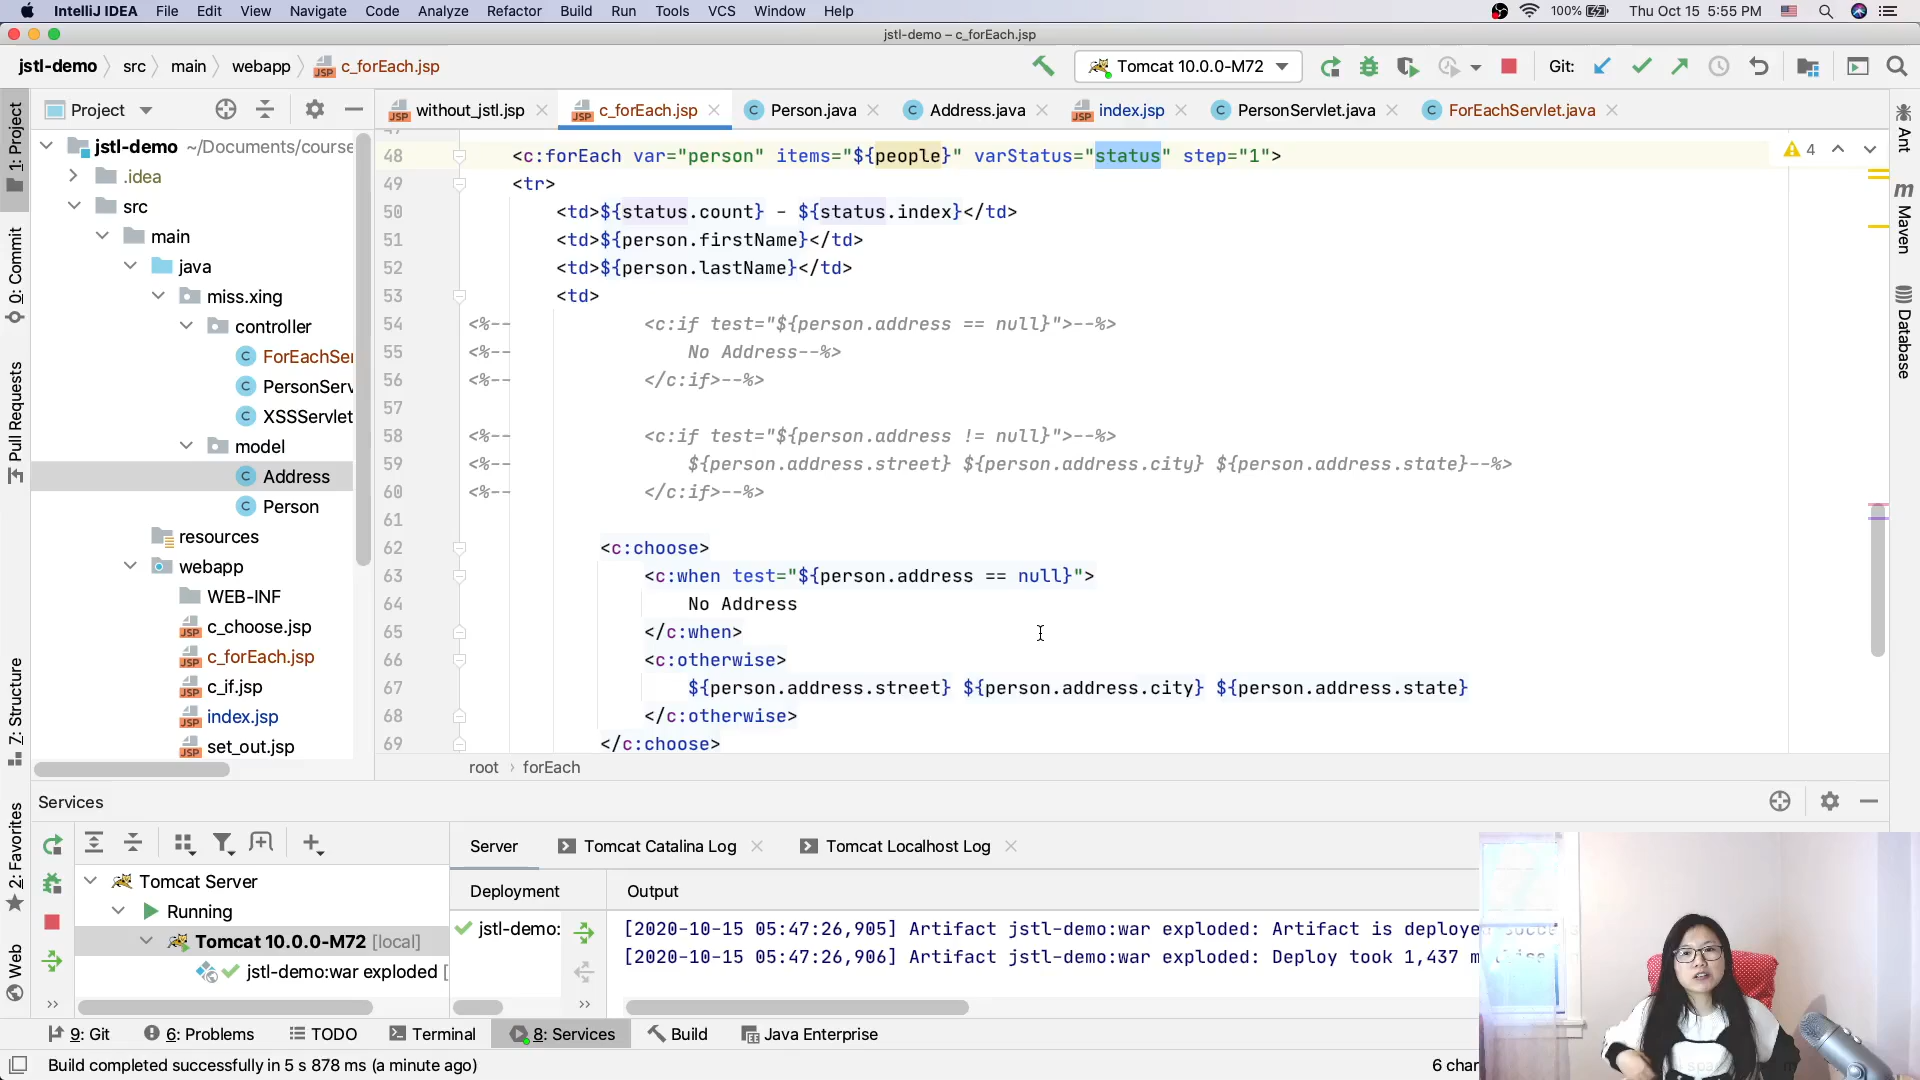 IntelliJ IDEA File Edit View Navigate Code Analyze Refactor Build Run Tools VCS Window Help 100% Thu Oct 15 5:55 PM
jstl-demo – c_forEach.jsp
jstl-demo src main webapp c_forEach.jsp Tomcat 10.0.0-M72 Git:
Project without_jstl.jsp c_forEach.jsp Person.java Address.java index.jsp PersonServlet.java ForEachServlet.java
1: Project
0: Commit
Pull Requests
Z: Structure
2: Favorites
Web
jstl-demo ~/Documents/course
.idea
src
main
java
miss.xing
controller
ForEachSer
PersonServ
XSSServlet
model
Address
Person
resources
webapp
WEB-INF
c_choose.jsp
c_forEach.jsp
c_if.jsp
index.jsp
set_out.jsp
48 <c:forEach var="person" items="${people}" varStatus="status" step="1">
49 <tr>
50 <td>${status.count} - ${status.index}</td>
51 <td>${person.firstName}</td>
52 <td>${person.lastName}</td>
53 <td>
54 <%-- <c:if test="${person.address == null}">--%>
55 <%-- No Address--%>
56 <%-- </c:if>--%>
57
58 <%-- <c:if test="${person.address != null}">--%>
59 <%-- ${person.address.street} ${person.address.city} ${person.address.state}--%>
60 <%-- </c:if>--%>
61
62 <c:choose>
63 <c:when test="${person.address == null}">
64 No Address
65 </c:when>
66 <c:otherwise>
67 ${person.address.street} ${person.address.city} ${person.address.state}
68 </c:otherwise>
69 </c:choose>
4
Ant
Maven
Database
root › forEach
Services
Server Tomcat Catalina Log Tomcat Localhost Log
Tomcat Server
Running
Tomcat 10.0.0-M72 [local]
jstl-demo:war exploded [
Deployment Output
jstl-demo:
[2020-10-15 05:47:26,905] Artifact jstl-demo:war exploded: Artifact is deploye
[2020-10-15 05:47:26,906] Artifact jstl-demo:war exploded: Deploy took 1,437 m
9: Git 6: Problems TODO Terminal 8: Services Build Java Enterprise
Build completed successfully in 5 s 878 ms (a minute ago) 6 char